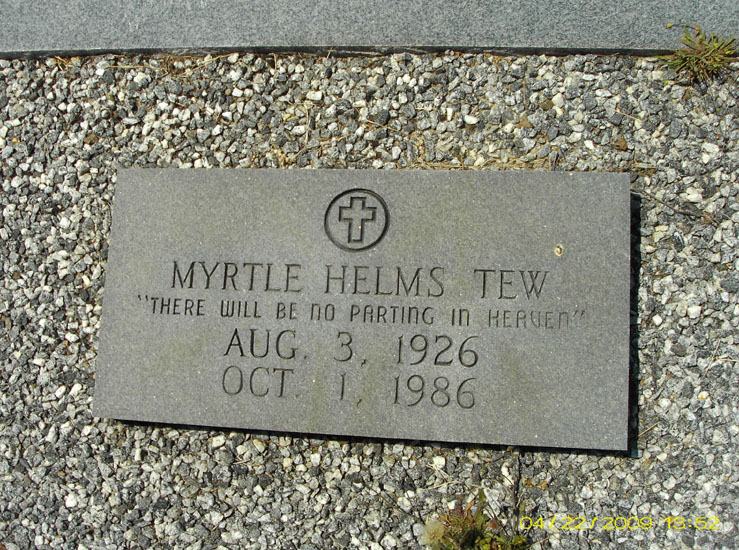 MYRTLE HELMS TEW
"THERE WILL BE NO PARTING IN HEAVEN"
AUG. 3, 1926
OCT. 1, 1986
04/22/2009 13:52